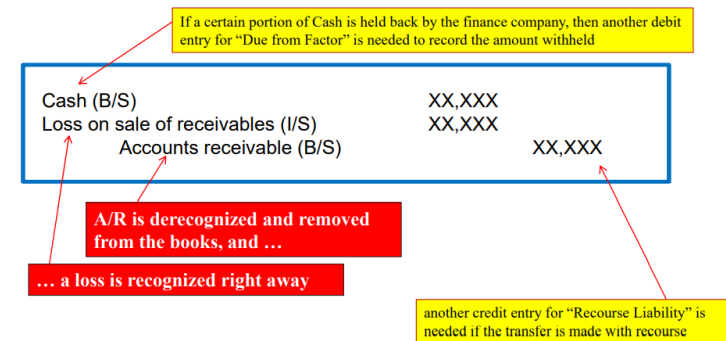 If a certain portion of Cash is held back by the finance company, then another debit
entry for “Due from Factor” is needed to record the amount withheld
Cash (B/S) XX,XXX
Loss on sale of receivables (I/S) XX,XXX
Accounts receivable (B/S) XX,XXX
A/R is derecognized and removed
from the books, and …
… a loss is recognized right away
another credit entry for “Recourse Liability” is
needed if the transfer is made with recourse